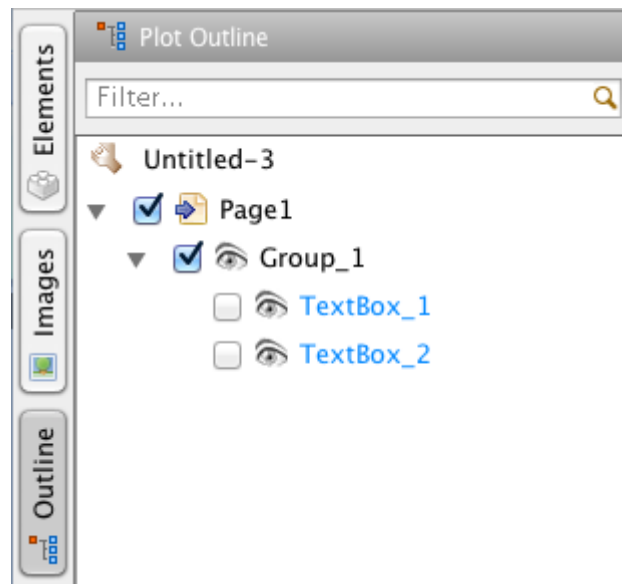 Plot Outline
Filter...
Untitled-3
Page1
Group_1
TextBox_1
TextBox_2
Elements
Images
Outline